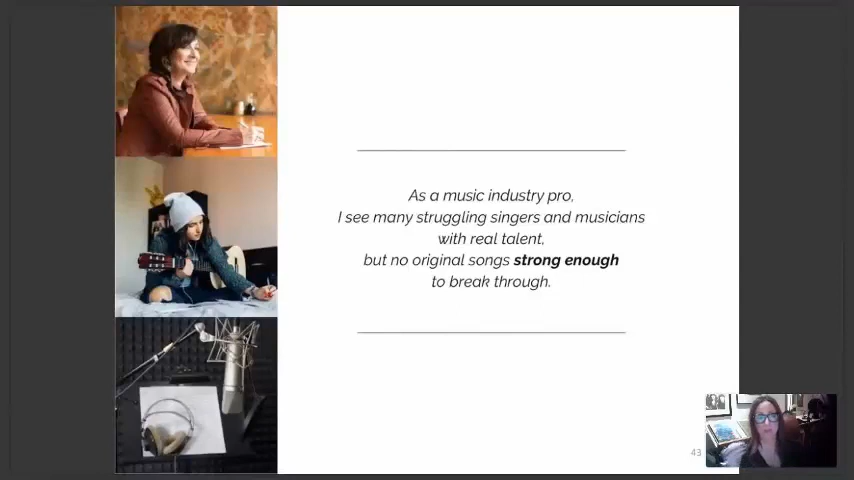 As a music industry pro,
I see many struggling singers and musicians
with real talent,
but no original songs strong enough
to break through.
43